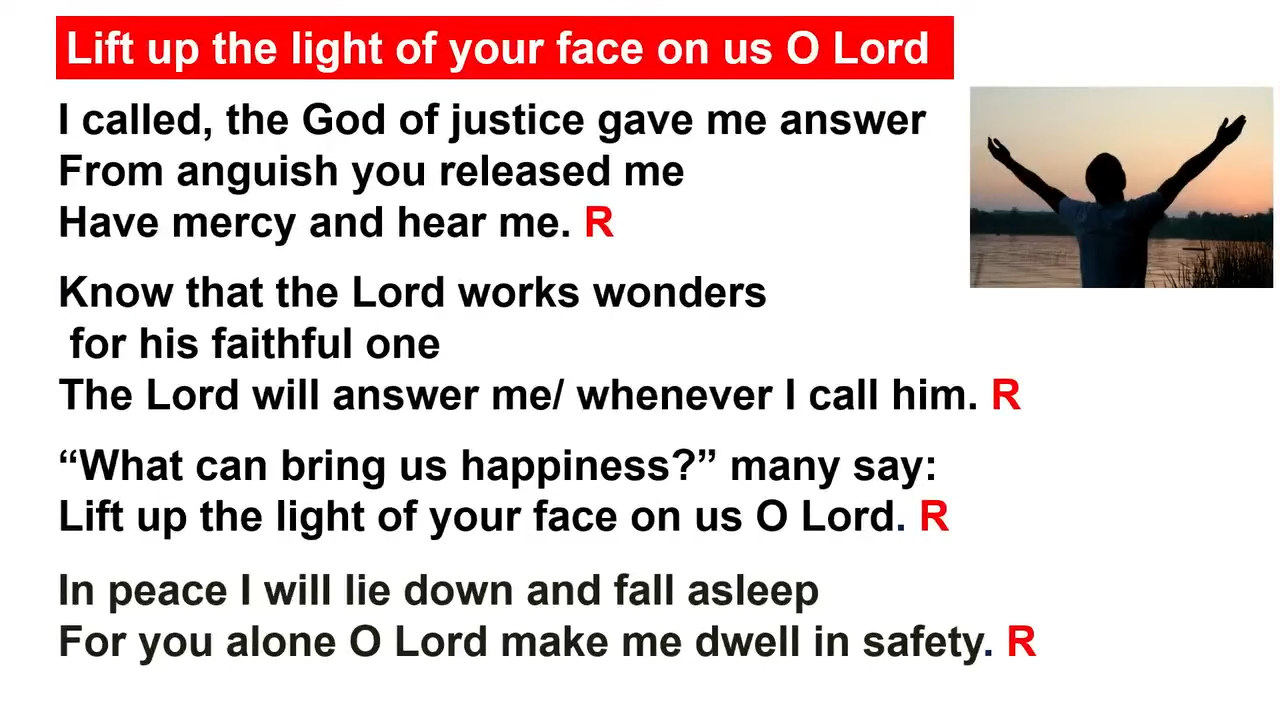 Lift up the light of your face on us O Lord
I called, the God of justice gave me answer
From anguish you released me
Have mercy and hear me. R
Know that the Lord works wonders
for his faithful one
The Lord will answer me/ whenever I call him. R
“What can bring us happiness?” many say:
Lift up the light of your face on us O Lord. R
In peace I will lie down and fall asleep
For you alone O Lord make me dwell in safety. R